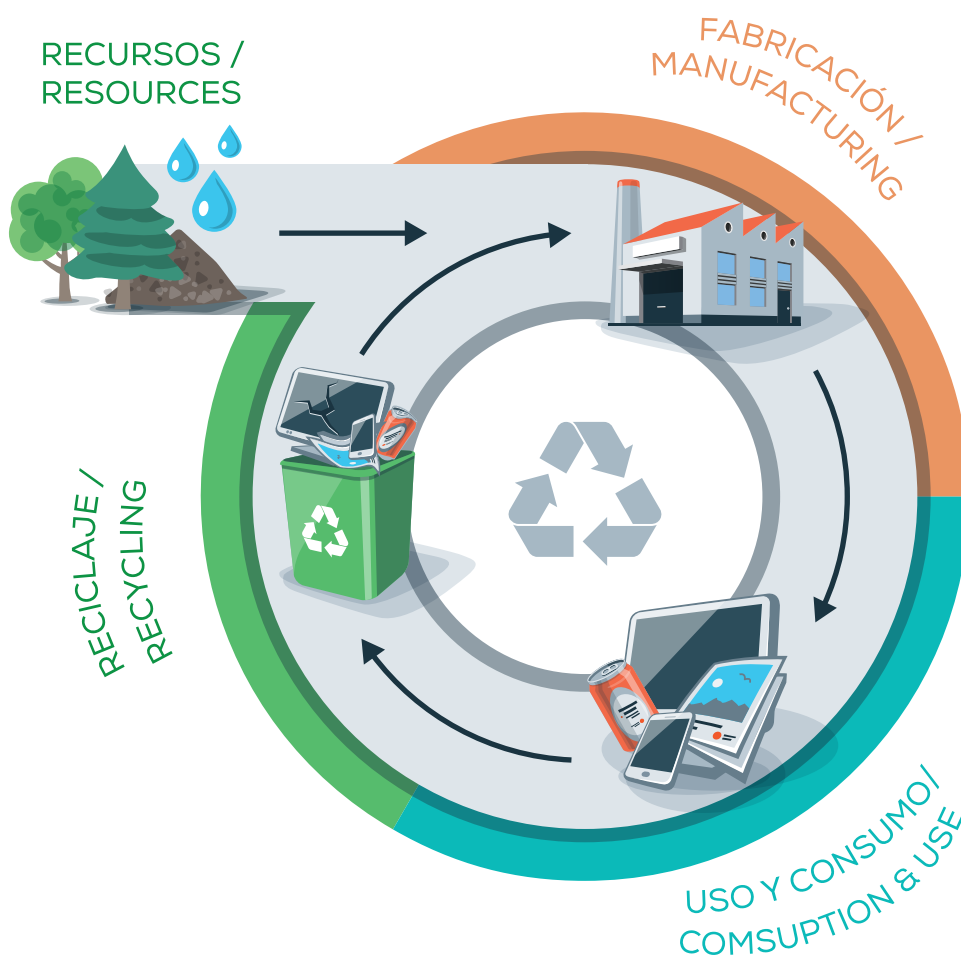 RECURSOS /
RESOURCES
FABRICACIÓN /
MANUFACTURING
RECICLAJE /
RECYCLING
USO Y CONSUMO/
COMSUPTION & USE